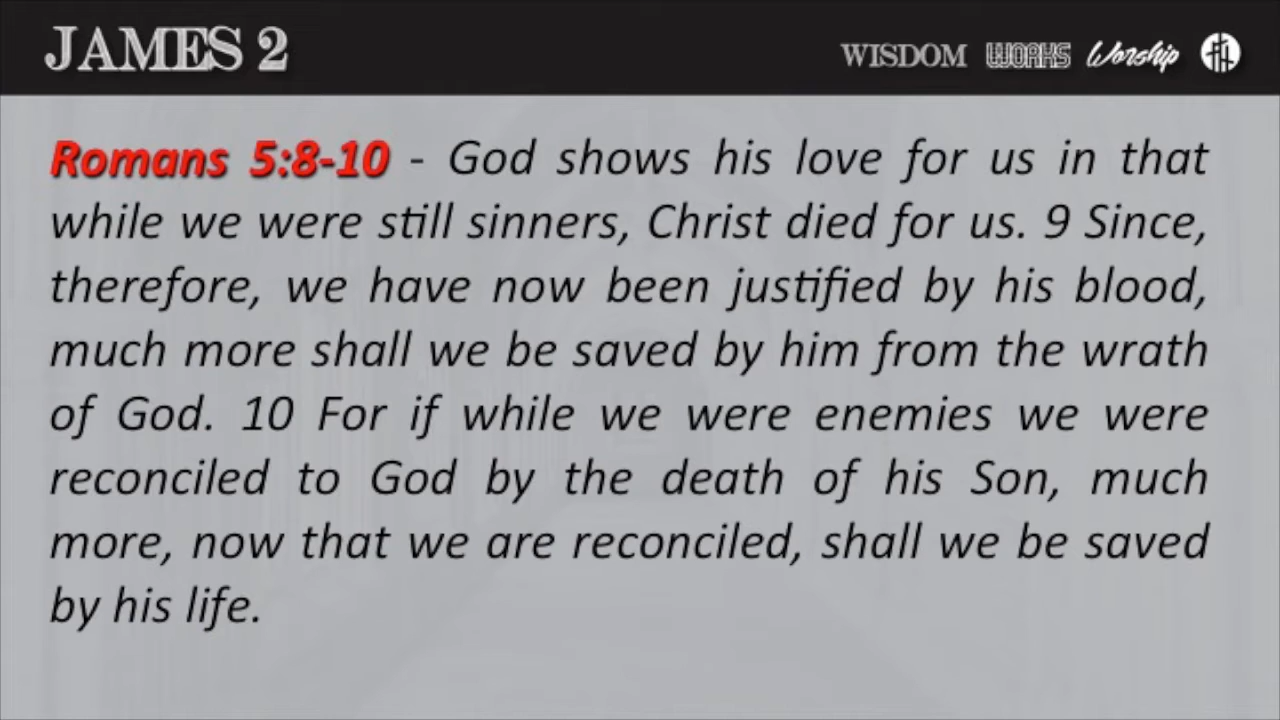 JAMES 2
WISDOM WORKS Worship
Romans 5:8-10 - God shows his love for us in that
while we were still sinners, Christ died for us. 9 Since,
therefore, we have now been justified by his blood,
much more shall we be saved by him from the wrath
of God. 10 For if while we were enemies we were
reconciled to God by the death of his Son, much
more, now that we are reconciled, shall we be saved
by his life.